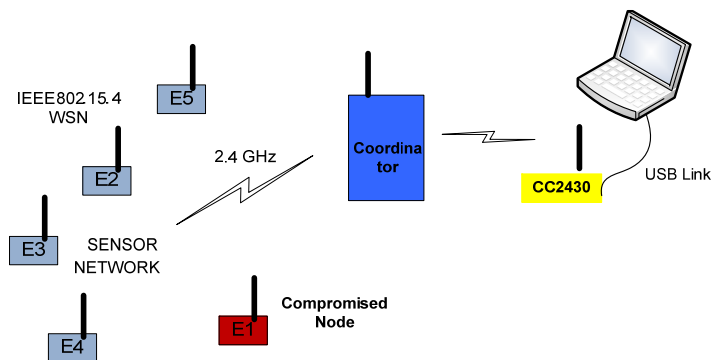 IEEE802.15.4
WSN
E5
E2
2.4 GHz
Coordina
tor
CC2430
USB Link
E3
SENSOR
NETWORK
E4
E1
Compromised
Node